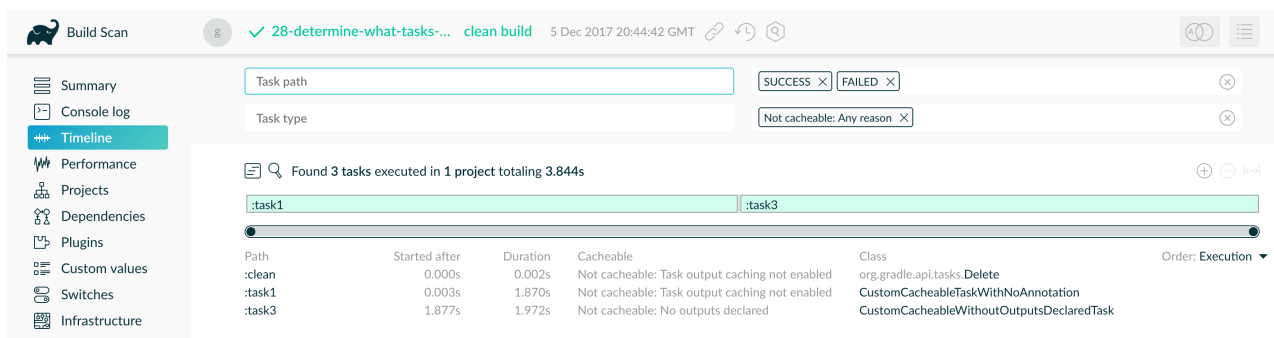 Build Scan
g 28-determine-what-tasks-... clean build 5 Dec 2017 20:44:42 GMT
Summary
Console log
Timeline
Performance
Projects
Dependencies
Plugins
Custom values
Switches
Infrastructure
Task path
SUCCESS × FAILED ×
Task type
Not cacheable: Any reason ×
Found 3 tasks executed in 1 project totaling 3.844s
:task1 :task3
Path Started after Duration Cacheable Class Order: Execution
:clean 0.000s 0.002s Not cacheable: Task output caching not enabled org.gradle.api.tasks.Delete
:task1 0.003s 1.870s Not cacheable: Task output caching not enabled CustomCacheableTaskWithNoAnnotation
:task3 1.877s 1.972s Not cacheable: No outputs declared CustomCacheableWithoutOutputsDeclaredTask